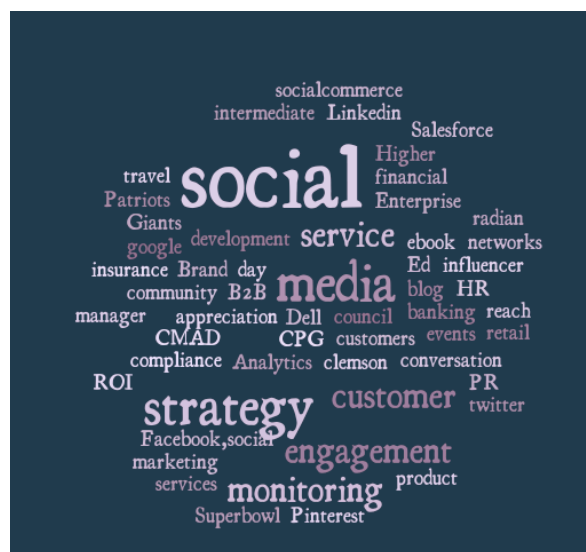 socialcommerce
intermediate Linkedin
Salesforce
Higher
travel social financial
Patriots Enterprise
Giants radian
google development service ebook networks
insurance Brand day media Ed influencer
community B2B blog HR
manager appreciation Dell council banking reach
CMAD CPG customers events retail
compliance Analytics clemson conversation
ROI PR
strategy customer twitter
Facebook,social
marketing engagement
services monitoring product
Superbowl Pinterest